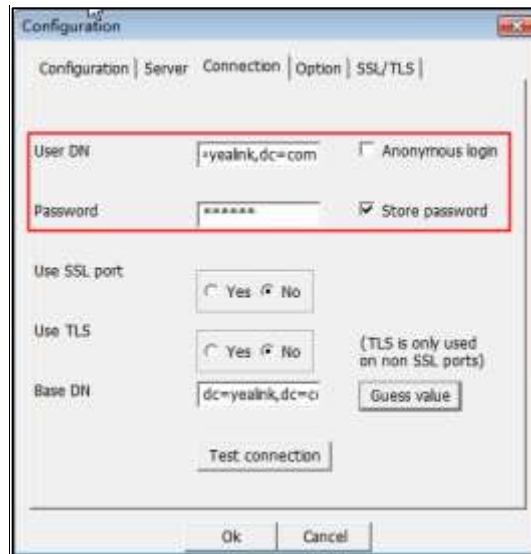 Configuration
Configuration | Server Connection | Option | SSL/TLS |
User DN =yealink,dc=com Anonymous login
Password ****** Store password
Use SSL port
Yes No
Use TLS
Yes No (TLS is only used
on non SSL ports)
Base DN dc=yealink,dc=c Guess value
Test connection
Ok Cancel